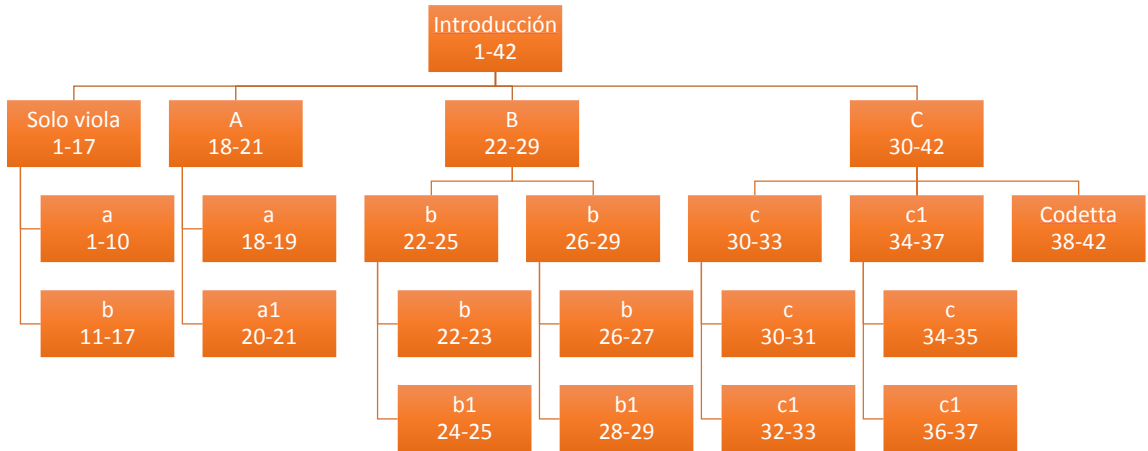 Introducción
1-42
Solo viola
1-17
A
18-21
B
22-29
C
30-42
a
1-10
a
18-19
b
22-25
b
26-29
c
30-33
c1
34-37
Codetta
38-42
b
11-17
a1
20-21
b
22-23
b
26-27
c
30-31
c
34-35
b1
24-25
b1
28-29
c1
32-33
c1
36-37